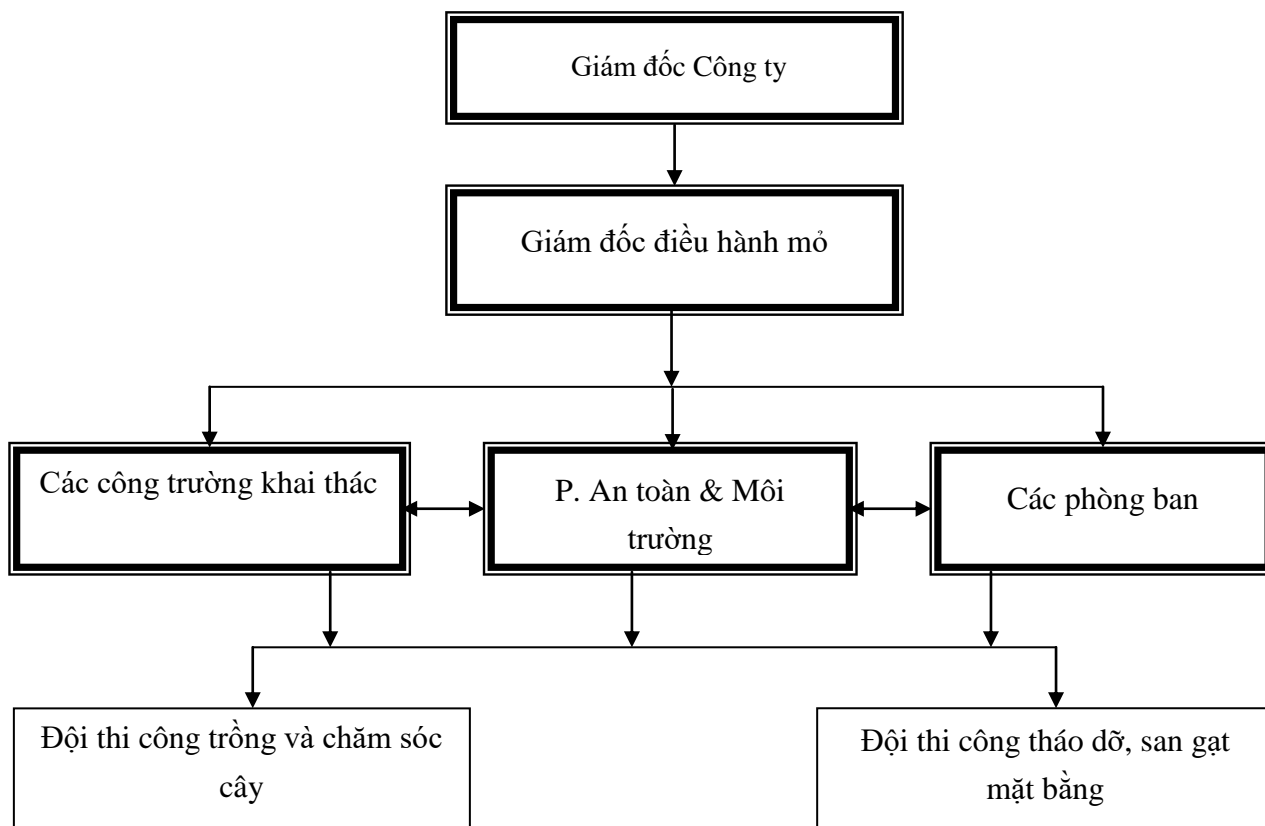 Giám đốc Công ty
Giám đốc điều hành mỏ
Các công trường khai thác
P. An toàn & Môi
trường
Các phòng ban
Đội thi công trồng và chăm sóc
cây
Đội thi công tháo dỡ, san gạt
mặt bằng